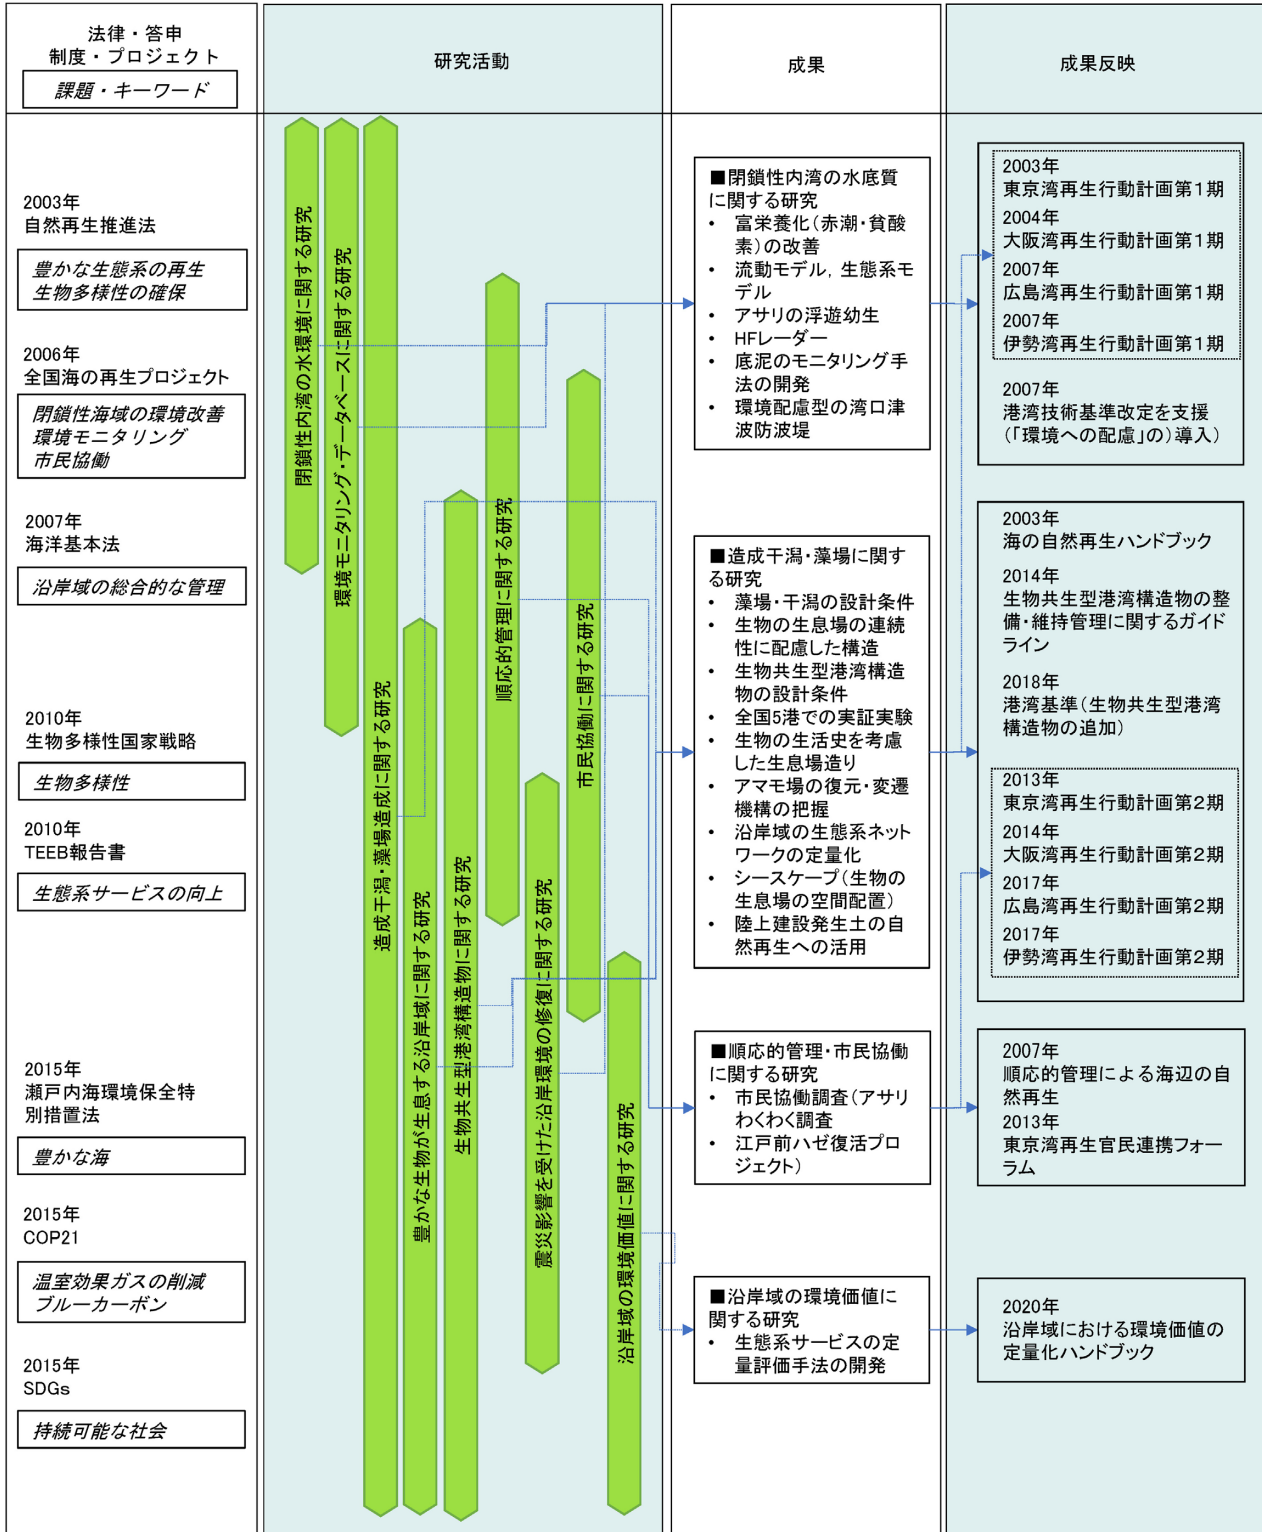 法律・答申
制度・プロジェクト
課題・キーワード
研究活動
成果
成果反映
2003年
自然再生推進法
豊かな生態系の再生
生物多様性の確保
2006年
全国海の再生プロジェクト
閉鎖性海域の環境改善
環境モニタリング
市民協働
2007年
海洋基本法
沿岸域の総合的な管理
2010年
生物多様性国家戦略
生物多様性
2010年
TEEB報告書
生態系サービスの向上
2015年
瀬戸内海環境保全特
別措置法
豊かな海
2015年
COP21
温室効果ガスの削減
ブルーカーボン
2015年
SDGs
持続可能な社会
閉鎖性内湾の水環境に関する研究
環境モニタリング・データベースに関する研究
造成干潟・藻場造成に関する研究
豊かな生物が生息する沿岸域に関する研究
生物共生型港湾構造物に関する研究
順応的管理に関する研究
震災影響を受けた沿岸環境の修復に関する研究
市民協働に関する研究
沿岸域の環境価値に関する研究
■閉鎖性内湾の水底質
に関する研究
• 富栄養化(赤潮・貧酸
素)の改善
• 流動モデル,生態系モ
デル
• アサリの浮遊幼生
• HFレーダー
• 底泥のモニタリング手
法の開発
• 環境配慮型の湾口津
波防波堤
■造成干潟・藻場に関す
る研究
• 藻場・干潟の設計条件
• 生物の生息場の連続
性に配慮した構造
• 生物共生型港湾構造
物の設計条件
• 全国5港での実証実験
• 生物の生活史を考慮
した生息場造り
• アマモ場の復元・変遷
機構の把握
• 沿岸域の生態系ネット
ワークの定量化
• シースケープ(生物の
生息場の空間配置)
• 陸上建設発生土の自
然再生への活用
■順応的管理・市民協働
に関する研究
• 市民協働調査(アサリ
わくわく調査
• 江戸前ハゼ復活プロ
ジェクト)
■沿岸域の環境価値に
関する研究
• 生態系サービスの定
量評価手法の開発
2003年
東京湾再生行動計画第1期
2004年
大阪湾再生行動計画第1期
2007年
広島湾再生行動計画第1期
2007年
伊勢湾再生行動計画第1期
2007年
港湾技術基準改定を支援
(「環境への配慮」の)導入)
2003年
海の自然再生ハンドブック
2014年
生物共生型港湾構造物の整
備・維持管理に関するガイド
ライン
2018年
港湾基準(生物共生型港湾
構造物の追加)
2013年
東京湾再生行動計画第2期
2014年
大阪湾再生行動計画第2期
2017年
広島湾再生行動計画第2期
2017年
伊勢湾再生行動計画第2期
2007年
順応的管理による海辺の自
然再生
2013年
東京湾再生官民連携フォー
ラム
2020年
沿岸域における環境価値の
定量化ハンドブック